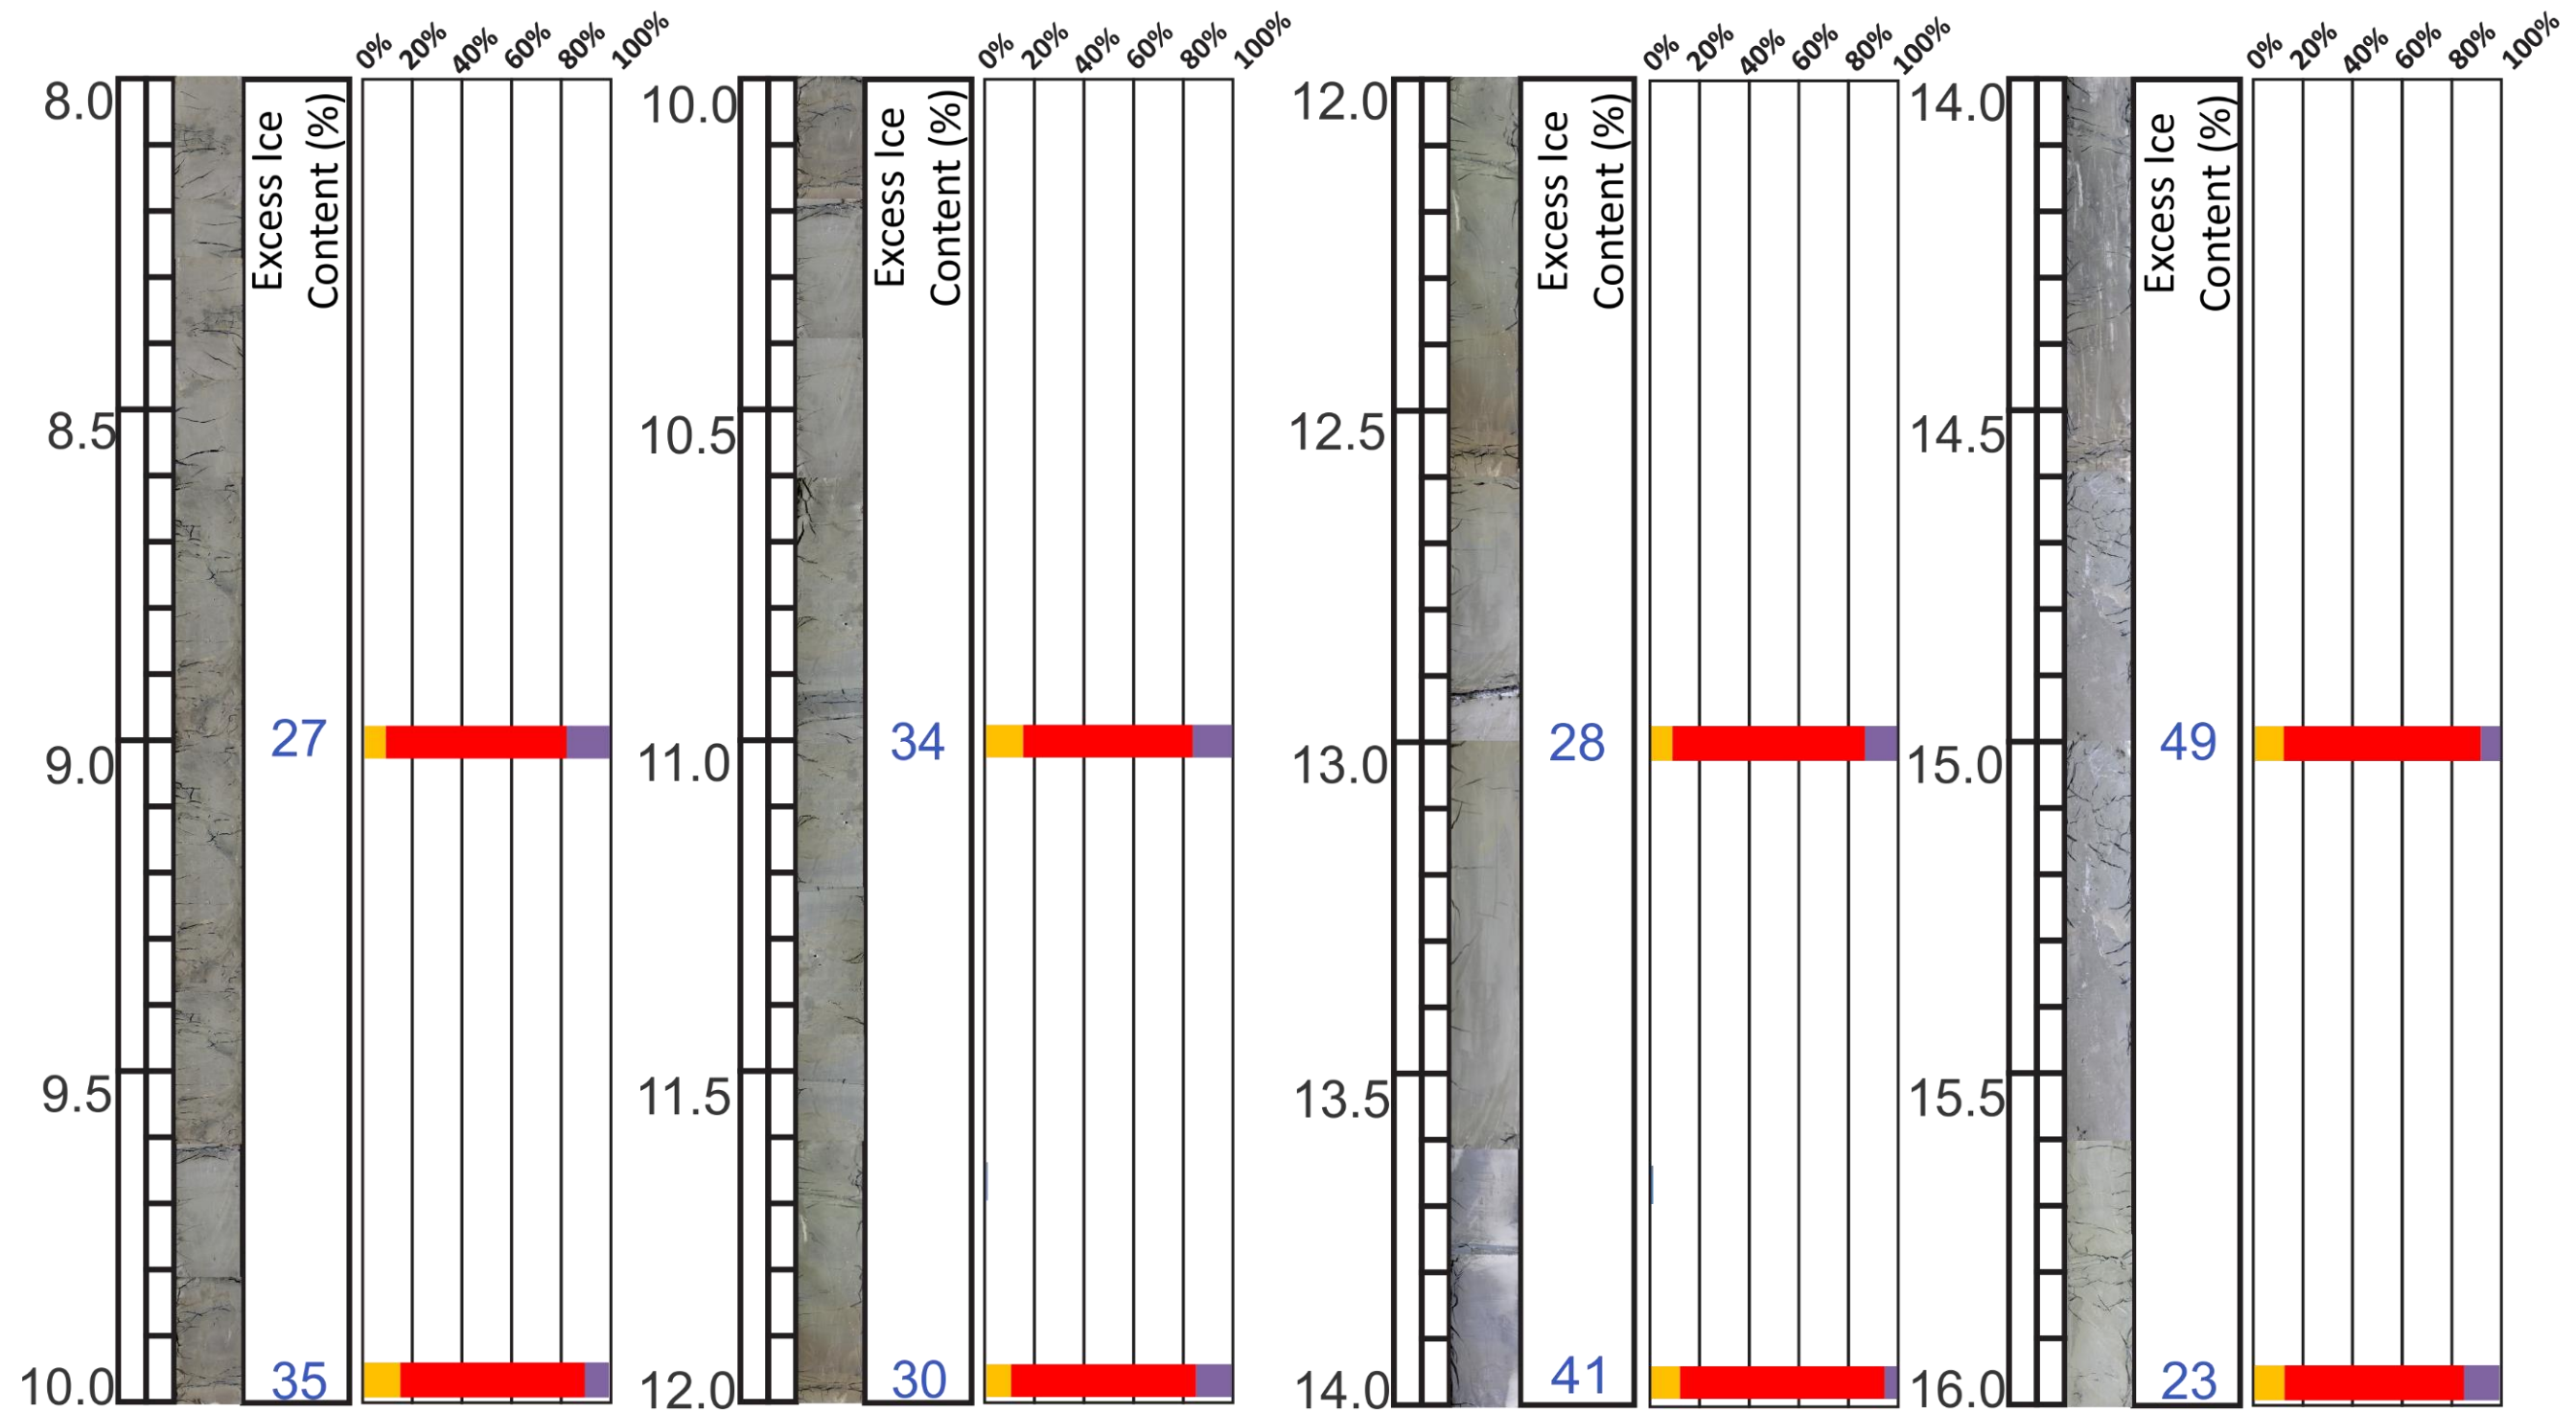 0% 20% 40% 60% 80% 100%
8.0
8.5
9.0
9.5
10.0
Excess Ice
Content (%)
27
35
0% 20% 40% 60% 80% 100%
10.0
10.5
11.0
11.5
12.0
Excess Ice
Content (%)
34
30
0% 20% 40% 60% 80% 100%
12.0
12.5
13.0
13.5
14.0
Excess Ice
Content (%)
28
41
0% 20% 40% 60% 80% 100%
14.0
14.5
15.0
15.5
16.0
Excess Ice
Content (%)
49
23